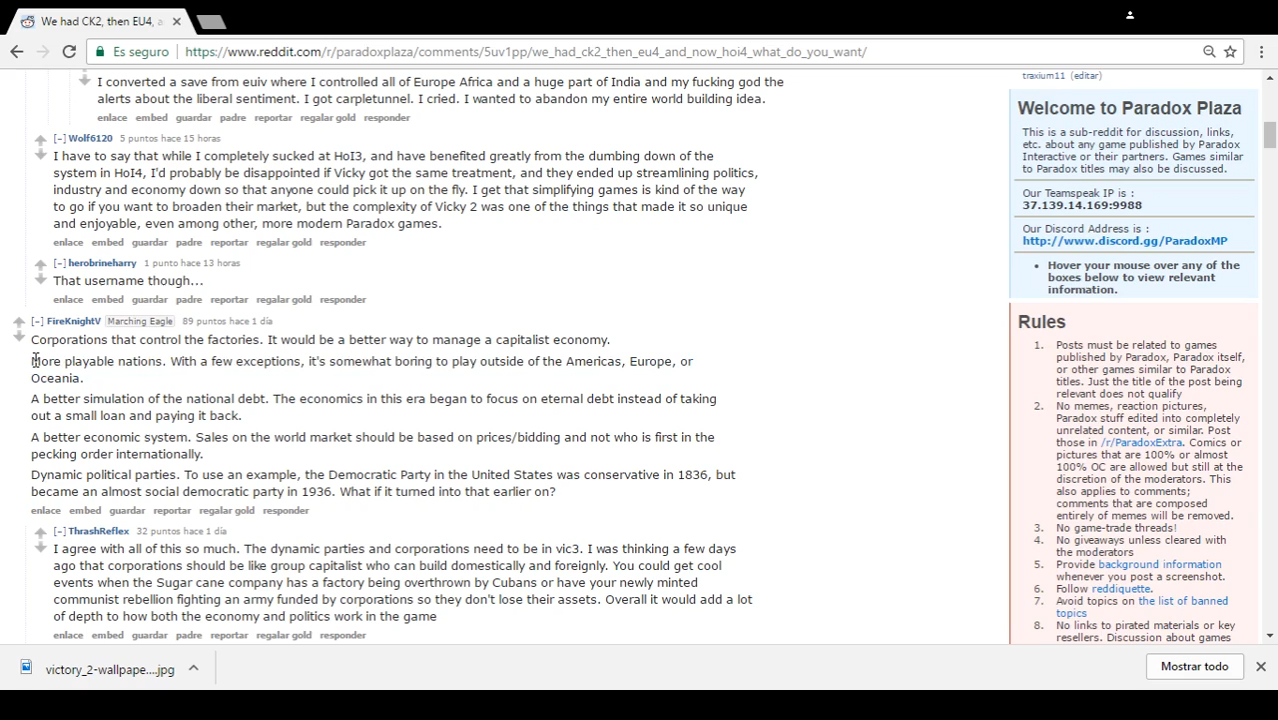 We had CK2, then EU4, a
Es seguro
https://www.reddit.com/r/paradoxplaza/comments/5uv1pp/we_had_ck2_then_eu4_and_now_hoi4_what_do_you_want/
I converted a save from euiv where I controlled all of Europe Africa and a huge part of India and my fucking god the
alerts about the liberal sentiment. I got carpletunnel. I cried. I wanted to abandon my entire world building idea.
enlace embed guardar padre reportar regalar gold responder
[–] Wolf6120 5 puntos hace 15 horas
I have to say that while I completely sucked at HoI3, and have benefited greatly from the dumbing down of the
system in HoI4, I'd probably be disappointed if Vicky got the same treatment, and they ended up streamlining politics,
industry and economy down so that anyone could pick it up on the fly. I get that simplifying games is kind of the way
to go if you want to broaden their market, but the complexity of Vicky 2 was one of the things that made it so unique
and enjoyable, even among other, more modern Paradox games.
enlace embed guardar padre reportar regalar gold responder
[–] herobrineharry 1 punto hace 13 horas
That username though...
enlace embed guardar padre reportar regalar gold responder
[–] FireKnightV Marching Eagle 89 puntos hace 1 día
Corporations that control the factories. It would be a better way to manage a capitalist economy.
More playable nations. With a few exceptions, it's somewhat boring to play outside of the Americas, Europe, or
Oceania.
A better simulation of the national debt. The economics in this era began to focus on eternal debt instead of taking
out a small loan and paying it back.
A better economic system. Sales on the world market should be based on prices/bidding and not who is first in the
pecking order internationally.
Dynamic political parties. To use an example, the Democratic Party in the United States was conservative in 1836, but
became an almost social democratic party in 1936. What if it turned into that earlier on?
enlace embed guardar reportar regalar gold responder
[–] ThrashReflex 32 puntos hace 1 día
I agree with all of this so much. The dynamic parties and corporations need to be in vic3. I was thinking a few days
ago that corporations should be like group capitalist who can build domestically and foreignly. You could get cool
events when the Sugar cane company has a factory being overthrown by Cubans or have your newly minted
communist rebellion fighting an army funded by corporations so they don't lose their assets. Overall it would add a lot
of depth to how both the economy and politics work in the game
enlace embed guardar padre reportar regalar gold responder
traxium11 (editar)
Welcome to Paradox Plaza
This is a sub-reddit for discussion, links,
etc. about any game published by Paradox
Interactive or their partners. Games similar
to Paradox titles may also be discussed.
Our Teamspeak IP is :
37.139.14.169:9988
Our Discord Address is :
http://www.discord.gg/ParadoxMP
• Hover your mouse over any of the
boxes below to view relevant
information.
Rules
1. Posts must be related to games
published by Paradox, Paradox itself,
or other games similar to Paradox
titles. Just the title of the post being
relevant does not qualify
2. No memes, reaction pictures,
Paradox stuff edited into completely
unrelated content, or similar. Post
those in /r/ParadoxExtra. Comics or
pictures that are 100% or almost
100% OC are allowed but still at the
discretion of the moderators. This
also applies to comments;
comments that are composed
entirely of memes will be removed.
3. No game-trade threads!
4. No giveaways unless cleared with
the moderators
5. Provide background information
whenever you post a screenshot.
6. Follow reddiquette.
7. Avoid topics on the list of banned
topics
8. No links to pirated materials or key
resellers. Discussion about games
victory_2-wallpape....jpg
Mostrar todo